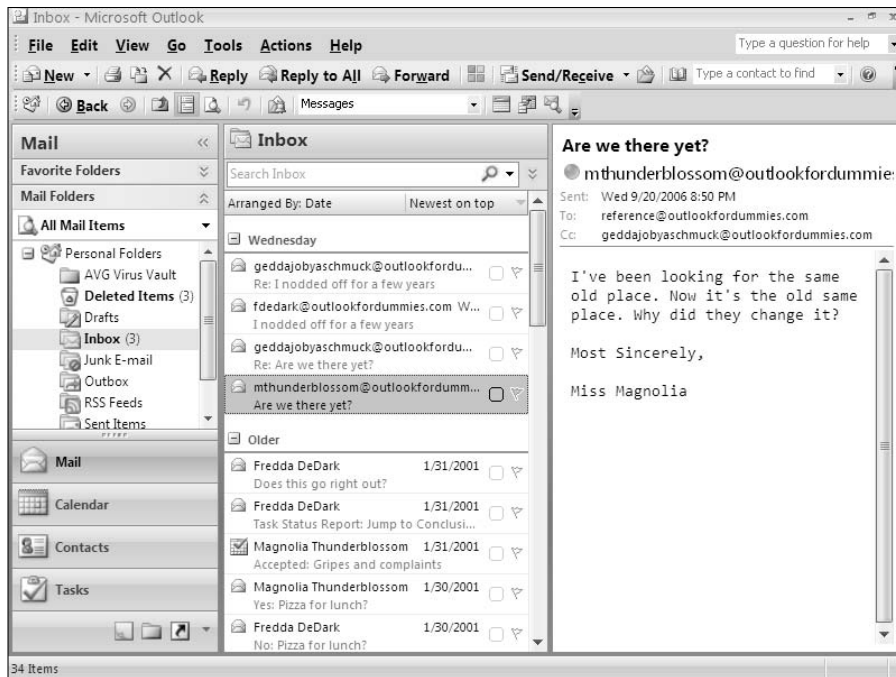 Inbox - Microsoft Outlook
File Edit View Go Tools Actions Help
Type a question for help
New Reply Reply to All Forward Send/Receive Type a contact to find
Back Messages
Mail
Favorite Folders
Mail Folders
All Mail Items
Personal Folders
AVG Virus Vault
Deleted Items (3)
Drafts
Inbox (3)
Junk E-mail
Outbox
RSS Feeds
Sent Items
Mail
Calendar
Contacts
Tasks
Inbox
Search Inbox
Arranged By: Date Newest on top
Wednesday
geddajobyaschmuck@outlookfordu...
Re: I nodded off for a few years
fdedark@outlookfordummies.com W...
I nodded off for a few years
geddajobyaschmuck@outlookfordu...
Re: Are we there yet?
mthunderblossom@outlookfordumm...
Are we there yet?
Older
Fredda DeDark 1/31/2001
Does this go right out?
Fredda DeDark 1/31/2001
Task Status Report: Jump to Conclusi...
Magnolia Thunderblossom 1/31/2001
Accepted: Gripes and complaints
Magnolia Thunderblossom 1/30/2001
Yes: Pizza for lunch?
Fredda DeDark 1/30/2001
No: Pizza for lunch?
Are we there yet?
mthunderblossom@outlookfordummies
Sent: Wed 9/20/2006 8:50 PM
To: reference@outlookfordummies.com
Cc: geddajobyaschmuck@outlookfordummies.com
I've been looking for the same
old place. Now it's the old same
place. Why did they change it?
Most Sincerely,
Miss Magnolia
34 Items